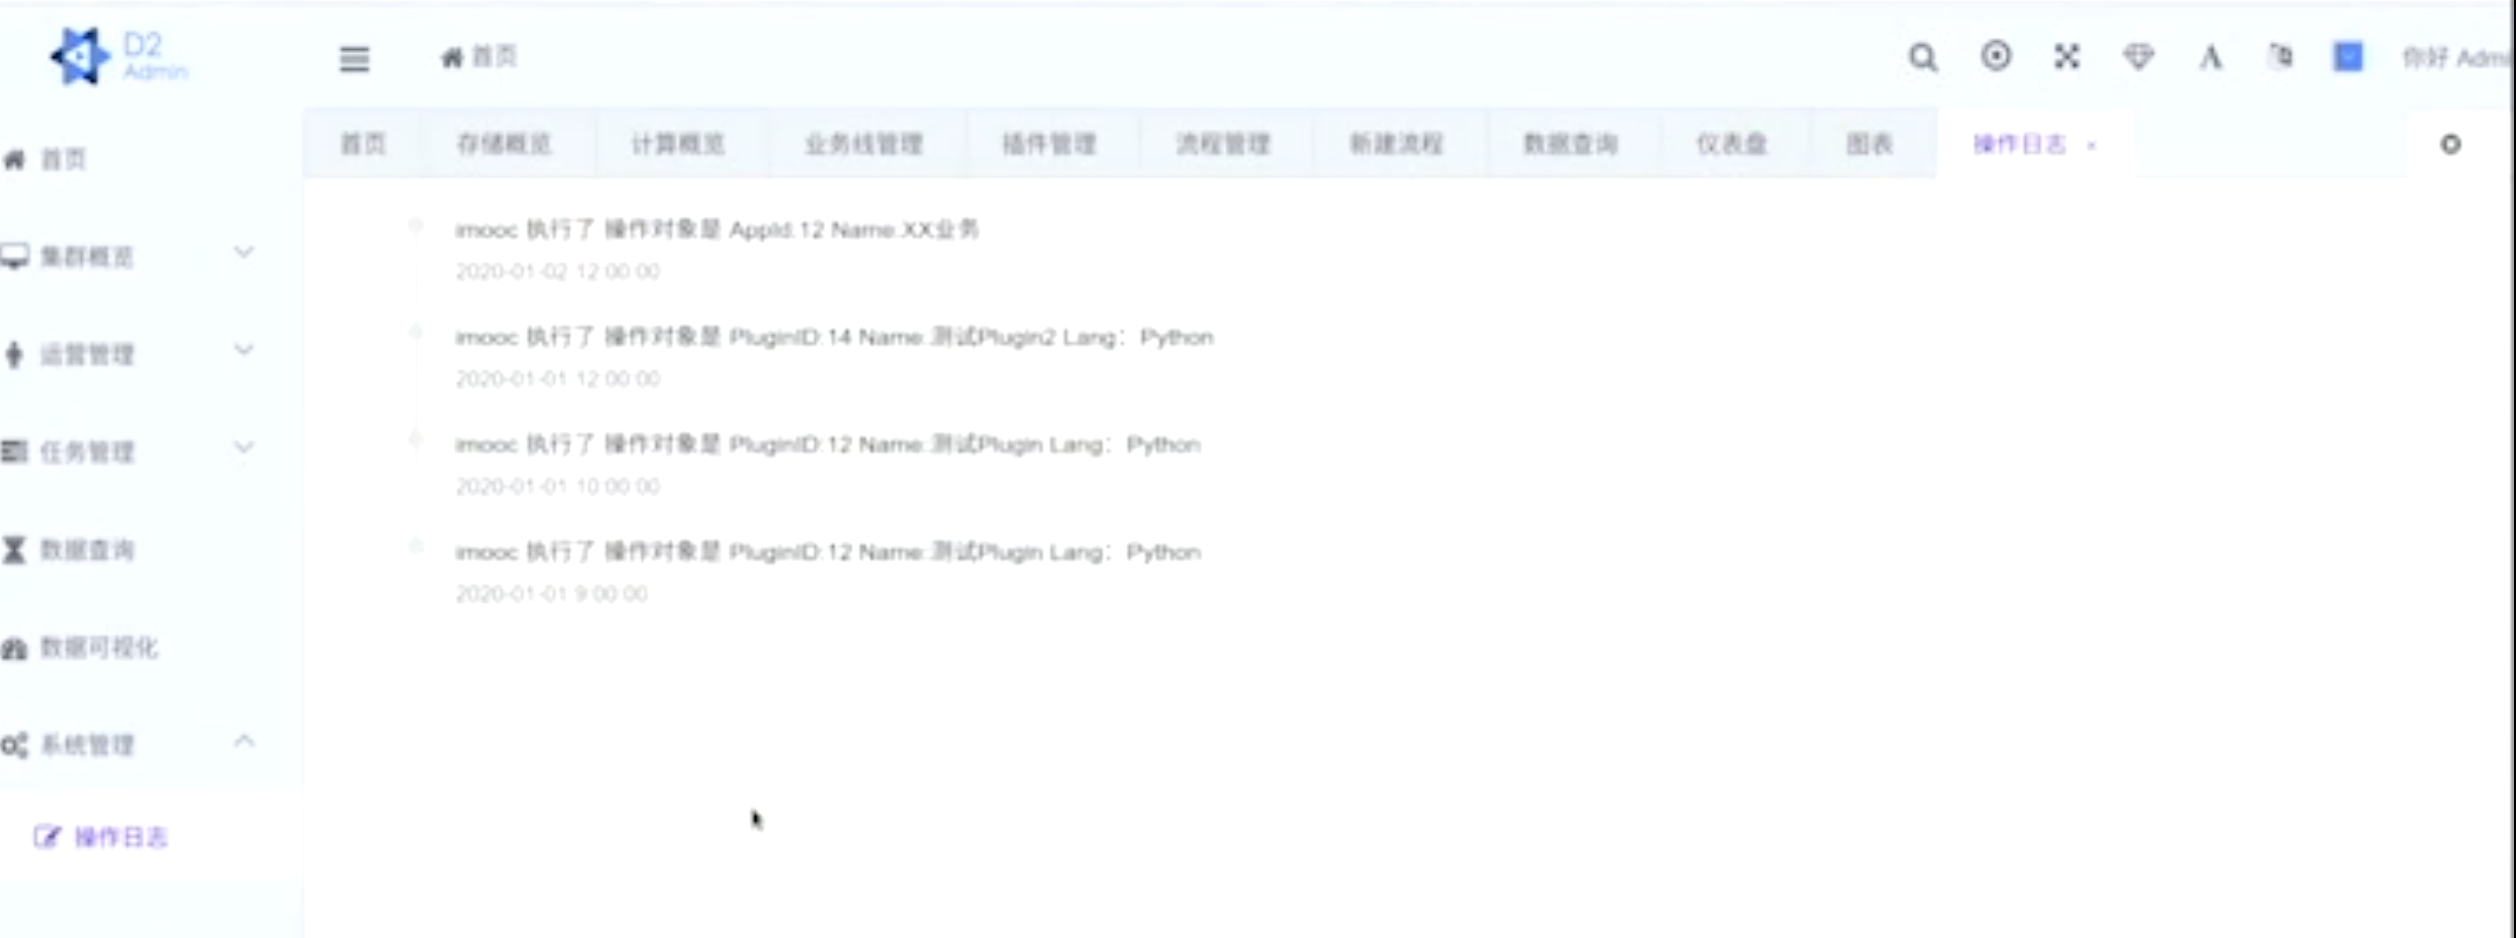 D2
Admin
首页
你好 Adm
首页
存储概览
计算概览
业务线管理
插件管理
流程管理
新建流程
数据查询
仪表盘
图表
操作日志
首页
集群概览
运营管理
任务管理
数据查询
数据可视化
系统管理
操作日志
imooc 执行了 操作对象是 AppId:12 Name:XX业务
2020-01-02 12:00:00
imooc 执行了 操作对象是 PluginID:14 Name:测试Plugin2 Lang：Python
2020-01-01 12:00:00
imooc 执行了 操作对象是 PluginID:12 Name:测试Plugin Lang：Python
2020-01-01 10:00:00
imooc 执行了 操作对象是 PluginID:12 Name:测试Plugin Lang：Python
2020-01-01 9:00:00